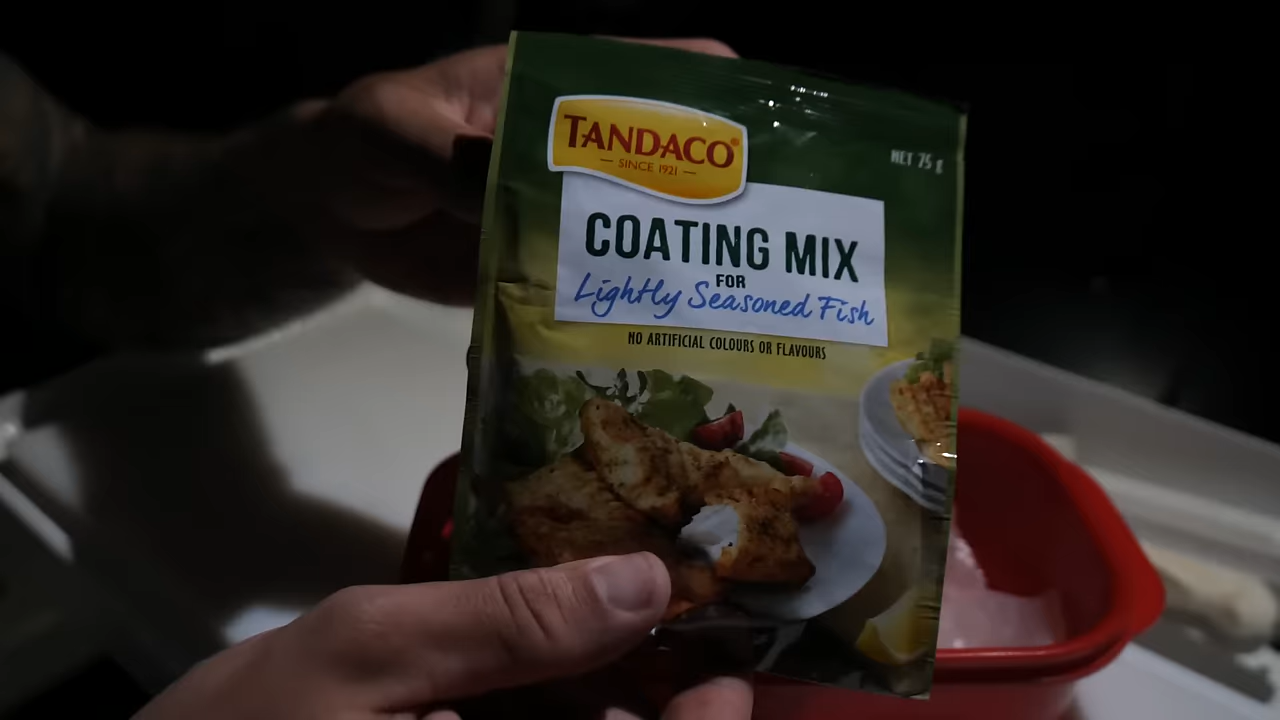 TANDACO®
SINCE 1921
NET 75 g
COATING MIX
FOR
Lightly Seasoned Fish
NO ARTIFICIAL COLOURS OR FLAVOURS